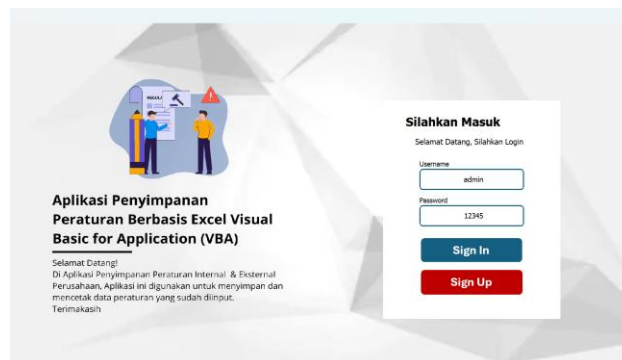 Aplikasi Penyimpanan
Peraturan Berbasis Excel Visual
Basic for Application (VBA)
Selamat Datang!
Di Aplikasi Penyimpanan Peraturan Internal & Eksternal
Perusahaan, Aplikasi ini digunakan untuk menyimpan dan
mencetak data peraturan yang sudah diinput.
Terimakasih
Silahkan Masuk
Selamat Datang, Silahkan Login
Username
admin
Password
12345
Sign In
Sign Up